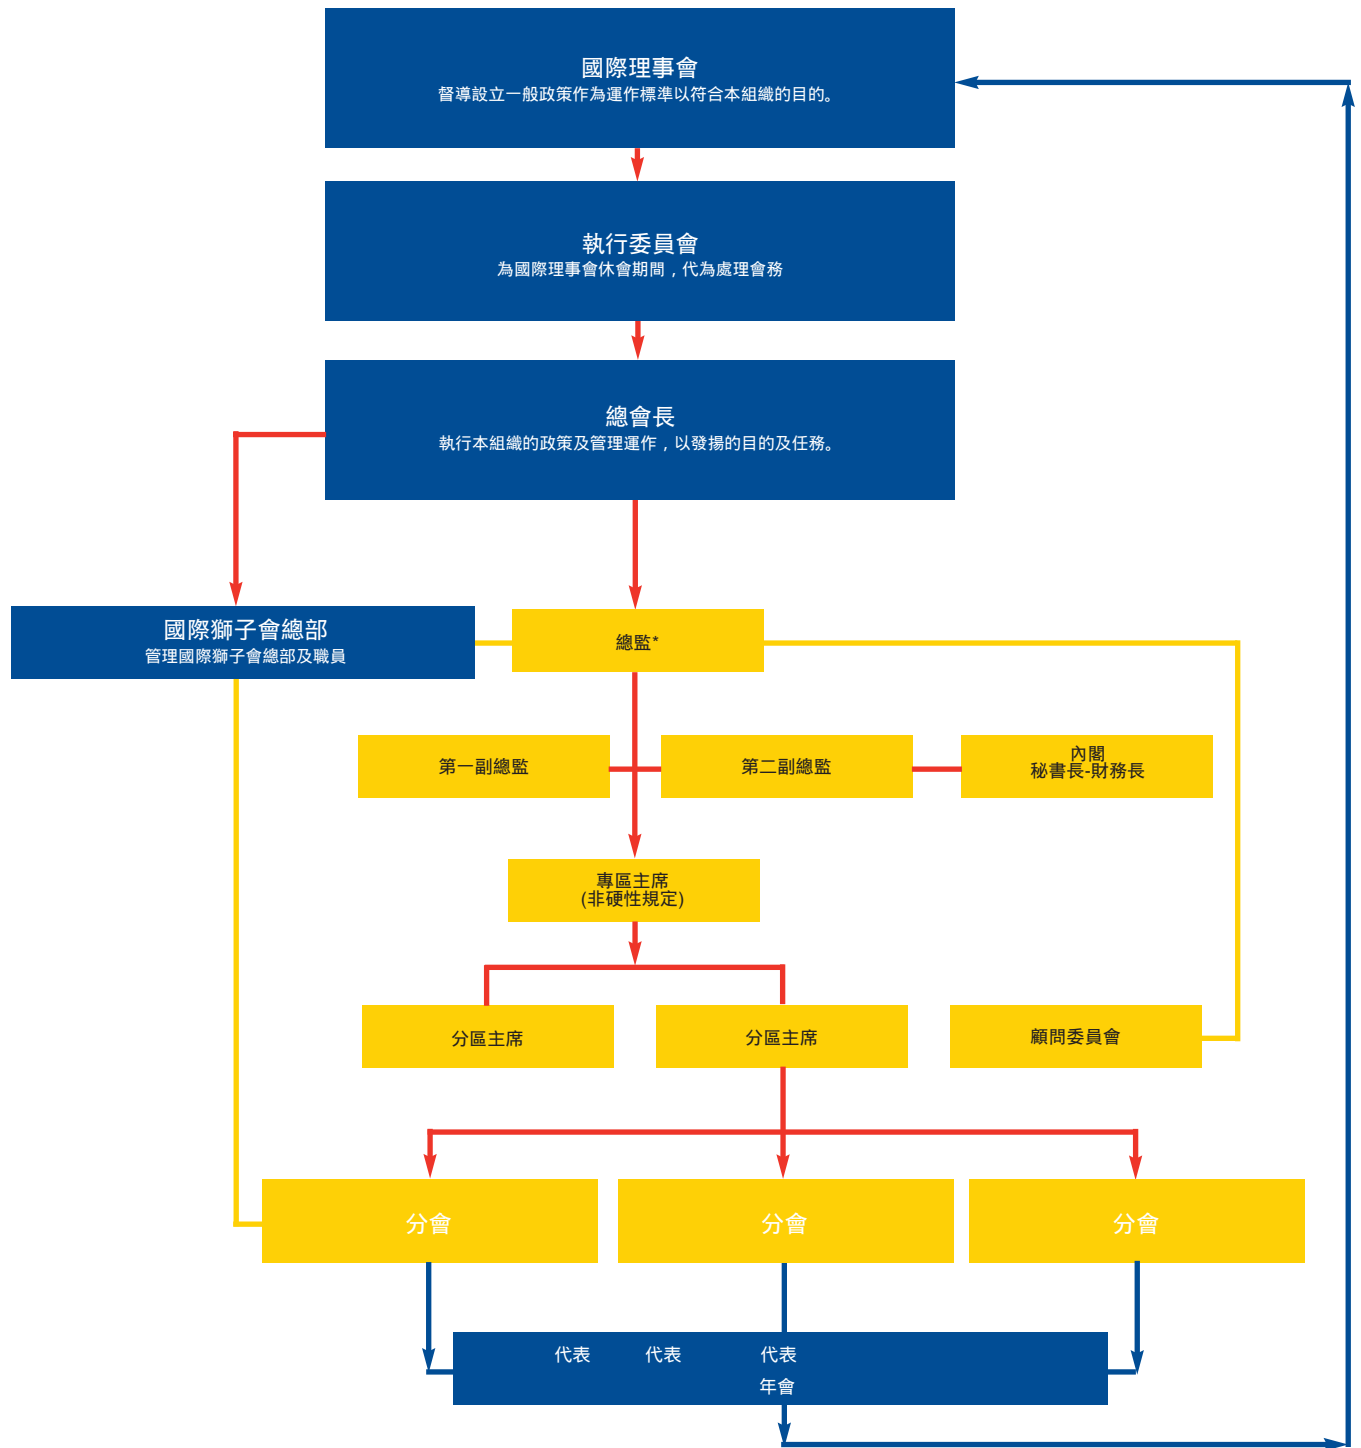 國際理事會
督導設立一般政策作為運作標準以符合本組織的目的。
執行委員會
為國際理事會休會期間，代為處理會務
總會長
執行本組織的政策及管理運作，以發揚的目的及任務。
國際獅子會總部
管理國際獅子會總部及職員
總監*
第一副總監
第二副總監
內閣
秘書長-財務長
專區主席
(非硬性規定)
分區主席
分區主席
顧問委員會
分會
分會
分會
代表 代表 代表
年會